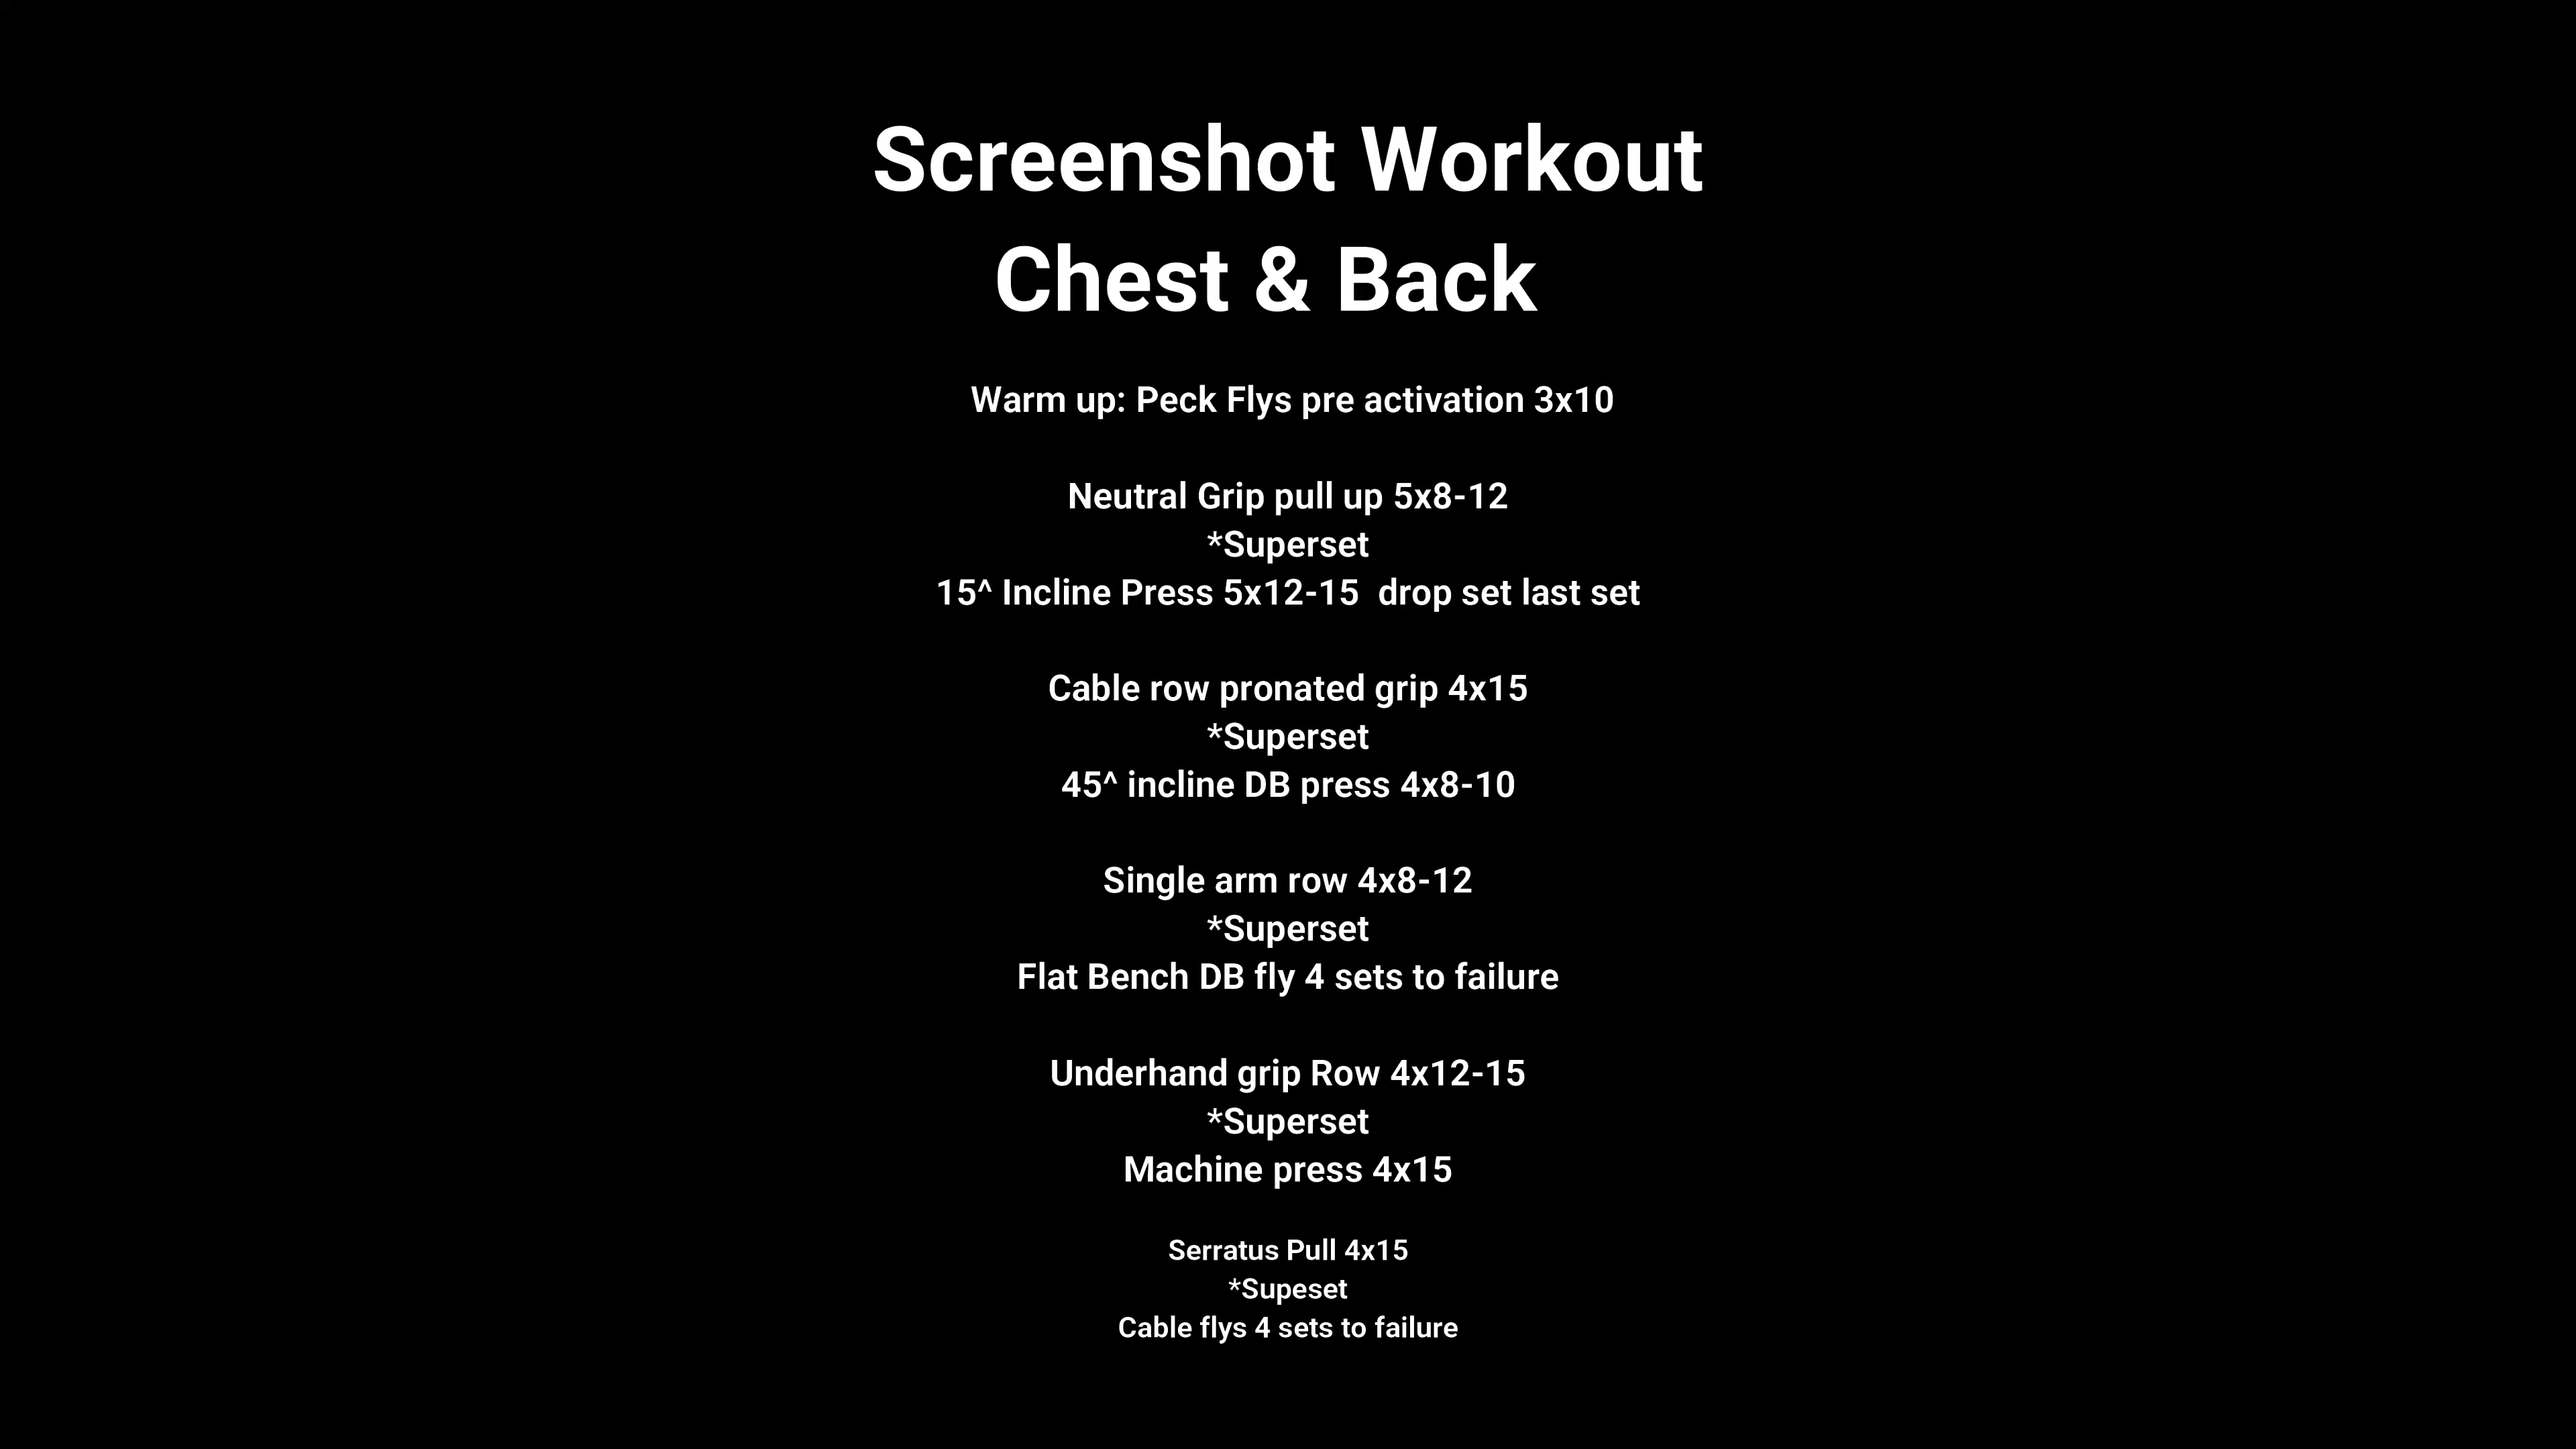 Screenshot Workout
Chest & Back
Warm up: Peck Flys pre activation 3x10
Neutral Grip pull up 5x8-12
*Superset
15^ Incline Press 5x12-15  drop set last set
Cable row pronated grip 4x15
*Superset
45^ incline DB press 4x8-10
Single arm row 4x8-12
*Superset
Flat Bench DB fly 4 sets to failure
Underhand grip Row 4x12-15
*Superset
Machine press 4x15
Serratus Pull 4x15
*Supeset
Cable flys 4 sets to failure